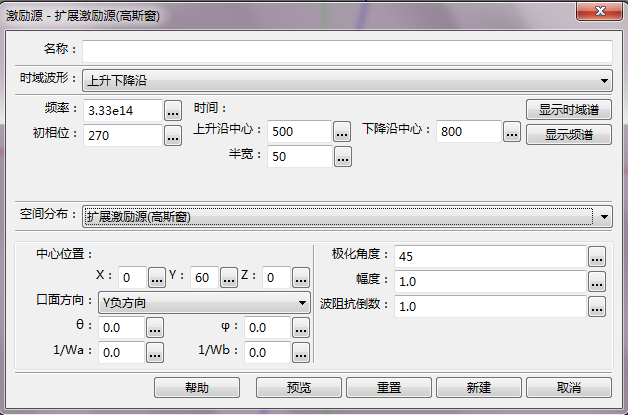 激励源 - 扩展激励源(高斯窗)
名称：
时域波形： 上升下降沿
频率： 3.33e14 ... 时间： 显示时域谱
初相位： 270 ... 上升沿中心： 500 ... 下降沿中心： 800 ... 显示频谱
半宽： 50 ...
空间分布： 扩展激励源(高斯窗)
中心位置： 极化角度： 45 ...
X： 0 ... Y： 60 ... Z： 0 ... 幅度： 1.0 ...
口面方向： Y负方向 波阻抗倒数： 1.0 ...
θ： 0.0 ... φ： 0.0 ...
1/Wa： 0.0 ... 1/Wb： 0.0 ...
帮助 预览 重置 新建 取消